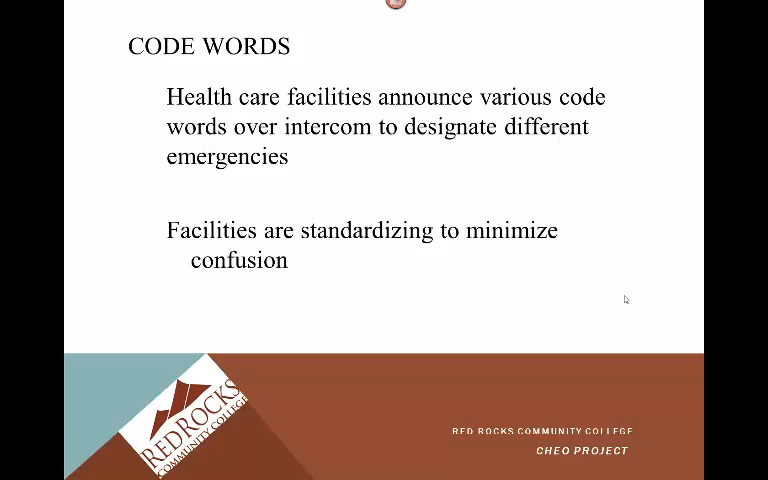 CODE WORDS
Health care facilities announce various code
words over intercom to designate different
emergencies
Facilities are standardizing to minimize
confusion
RED ROCKS
COMMUNITY COLLEGE
RED ROCKS COMMUNITY COLLEGE
CHEO PROJECT